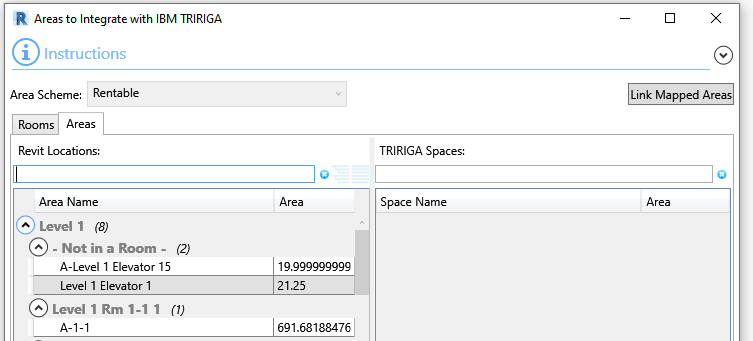 R Areas to Integrate with IBM TRIRIGA
i Instructions
Area Scheme: Rentable Link Mapped Areas
Rooms Areas
Revit Locations: TRIRIGA Spaces:
Area Name Area Space Name Area
Level 1 (8)
- Not in a Room - (2)
A-Level 1 Elevator 15 19.999999999
Level 1 Elevator 1 21.25
Level 1 Rm 1-1 1 (1)
A-1-1 691.68188476